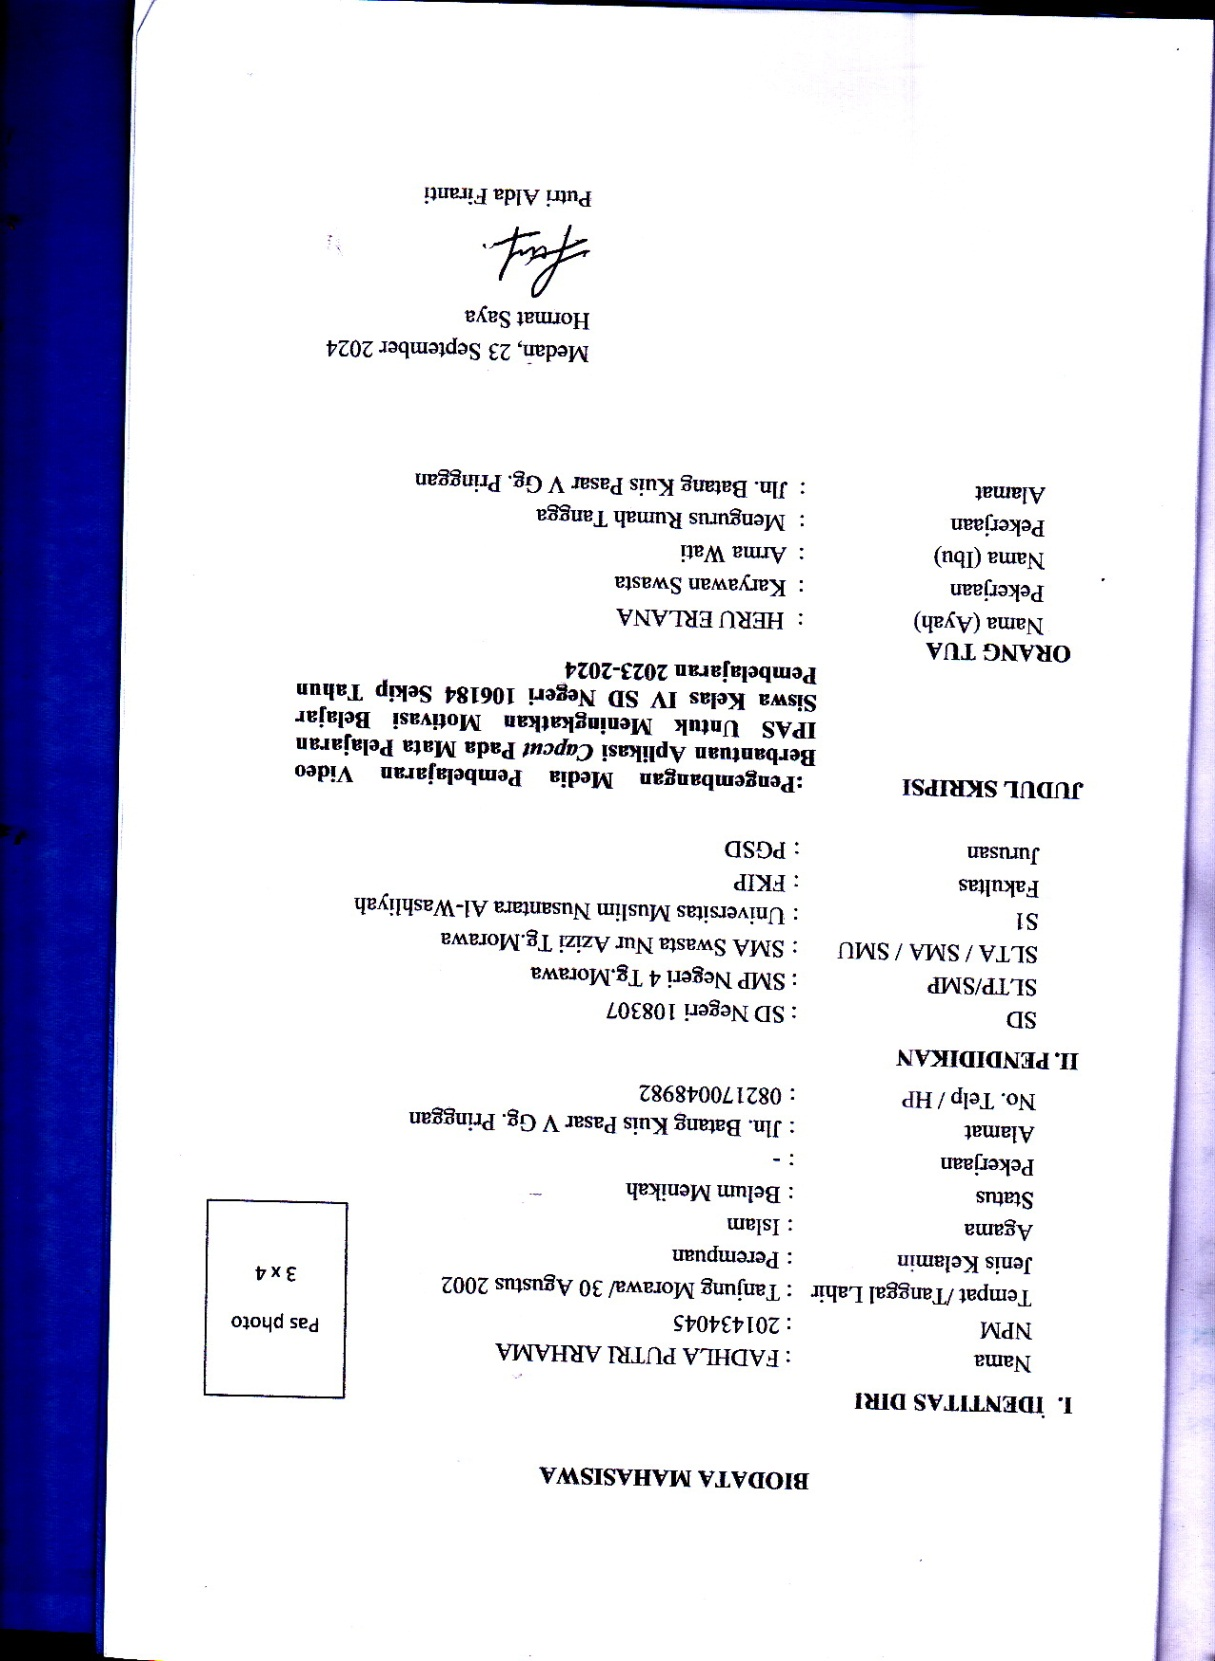 BIODATA MAHASISWA
I. IDENTITAS DIRI
Nama : FADHLA PUTRI ARHAMA
NPM : 201434045
Tempat /Tanggal Lahir : Tanjung Morawa/ 30 Agustus 2002
Jenis Kelamin : Perempuan
Agama : Islam
Status : Belum Menikah
Pekerjaan : -
Alamat : Jln. Batang Kuis Pasar V Gg. Pringgan
No. Telp / HP : 082170048982
Pas photo
3 x 4
II. PENDIDIKAN
SD : SD Negeri 108307
SLTP/SMP : SMP Negeri 4 Tg.Morawa
SLTA / SMA / SMU : SMA Swasta Nur Azizi Tg.Morawa
S1 : Universitas Muslim Nusantara Al-Washliyah
Fakultas : FKIP
Jurusan : PGSD
JUDUL SKRIPSI :Pengembangan Media Pembelajaran Video
Berbantuan Aplikasi Capcut Pada Mata Pelajaran
IPAS Untuk Meningkatkan Motivasi Belajar
Siswa Kelas IV SD Negeri 106184 Sekip Tahun
Pembelajaran 2023-2024
ORANG TUA
Nama (Ayah) : HERU ERLANA
Pekerjaan : Karyawan Swasta
Nama (Ibu) : Arma Wati
Pekerjaan : Mengurus Rumah Tangga
Alamat : Jln. Batang Kuis Pasar V Gg. Pringgan
Medan, 23 September 2024
Hormat Saya
Putri Alda Firanti